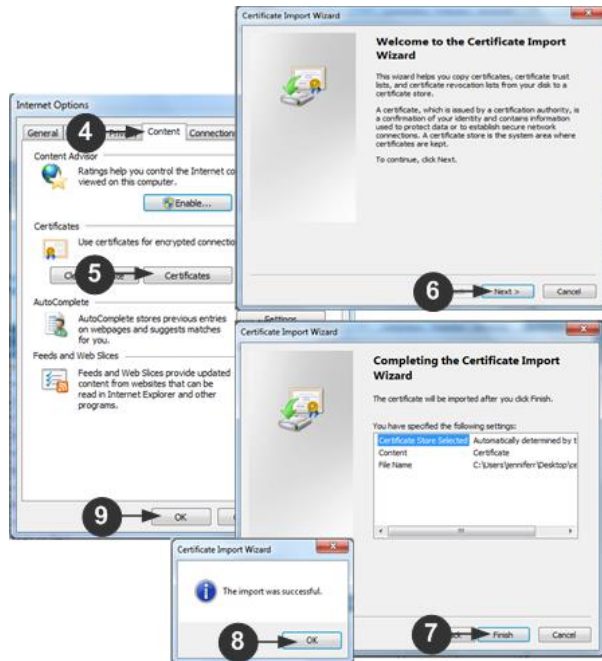 Internet Options
General
Content
Connection
4
Content Advisor
Ratings help you control the Internet co
viewed on this computer.
Enable...
Certificates
Use certificates for encrypted connectio
5
Certificates
AutoComplete
AutoComplete stores previous entries
on webpages and suggests matches
for you.
Settings
Feeds and Web Slices
Feeds and Web Slices provide updated
content from websites that can be
read in Internet Explorer and other
programs.
9
OK
Certificate Import Wizard
Welcome to the Certificate Import
Wizard
This wizard helps you copy certificates, certificate trust
lists, and certificate revocation lists from your disk to a
certificate store.
A certificate, which is issued by a certification authority, is
a confirmation of your identity and contains information
used to protect data or to establish secure network
connections. A certificate store is the system area where
certificates are kept.
To continue, click Next.
6
Next >
Cancel
Certificate Import Wizard
Completing the Certificate Import
Wizard
The certificate will be imported after you click Finish.
You have specified the following settings:
Certificate Store Selected Automatically determined by t
Content Certificate
File Name C:\Users\jenniferr\Desktop\ce
7
Finish
Cancel
Certificate Import Wizard
The import was successful.
8
OK